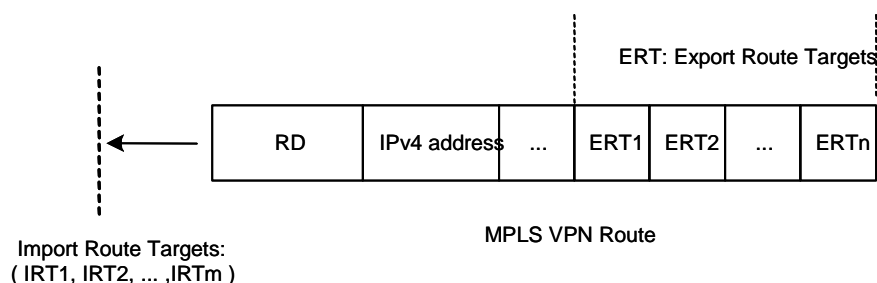 ERT: Export Route Targets
RD IPv4 address ... ERT1 ERT2 ... ERTn
MPLS VPN Route
Import Route Targets:
( IRT1, IRT2, ... ,IRTm )